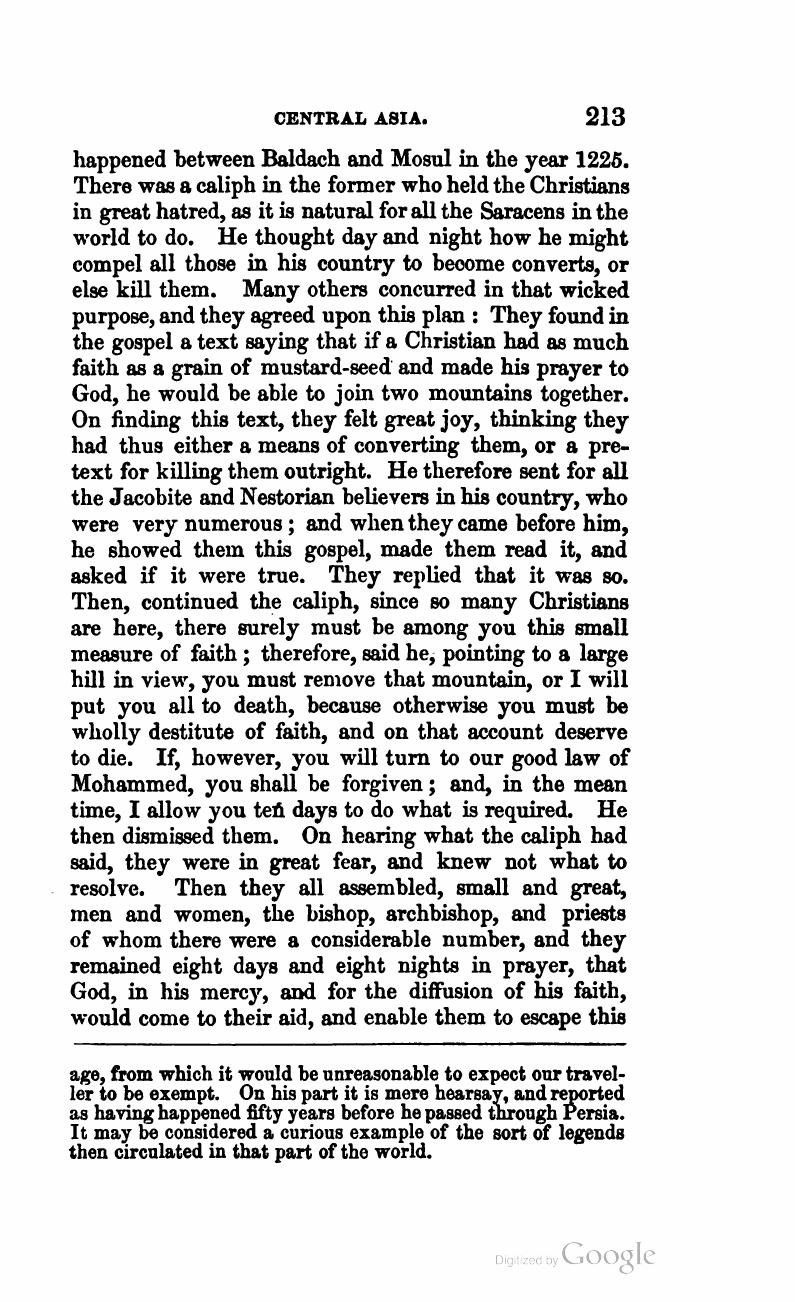 CENTRAL ASIA. 213
happened between Baldach and Mosul in the year 1225.
There was a caliph in the former who held the Christians
in great hatred, as it is natural for all the Saracens in the
world to do. He thought day and night how he might
compel all those in his country to become converts, or
else kill them. Many others concurred in that wicked
purpose, and they agreed upon this plan : They found in
the gospel a text saying that if a Christian had as much
faith as a grain of mustard-seed and made his prayer to
God, he would be able to join two mountains together.
On finding this text, they felt great joy, thinking they
had thus either a means of converting them, or a pre-
text for killing them outright. He therefore sent for all
the Jacobite and Nestorian believers in his country, who
were very numerous ; and when they came before him,
he showed them this gospel, made them read it, and
asked if it were true. They replied that it was so.
Then, continued the caliph, since so many Christians
are here, there surely must be among you this small
measure of faith ; therefore, said he, pointing to a large
hill in view, you must remove that mountain, or I will
put you all to death, because otherwise you must be
wholly destitute of faith, and on that account deserve
to die. If, however, you will turn to our good law of
Mohammed, you shall be forgiven ; and, in the mean
time, I allow you ten days to do what is required. He
then dismissed them. On hearing what the caliph had
said, they were in great fear, and knew not what to
resolve. Then they all assembled, small and great,
men and women, the bishop, archbishop, and priests
of whom there were a considerable number, and they
remained eight days and eight nights in prayer, that
God, in his mercy, and for the diffusion of his faith,
would come to their aid, and enable them to escape this
age, from which it would be unreasonable to expect our travel-
ler to be exempt. On his part it is mere hearsay, and reported
as having happened fifty years before he passed through Persia.
It may be considered a curious example of the sort of legends
then circulated in that part of the world.
Digitized by Google